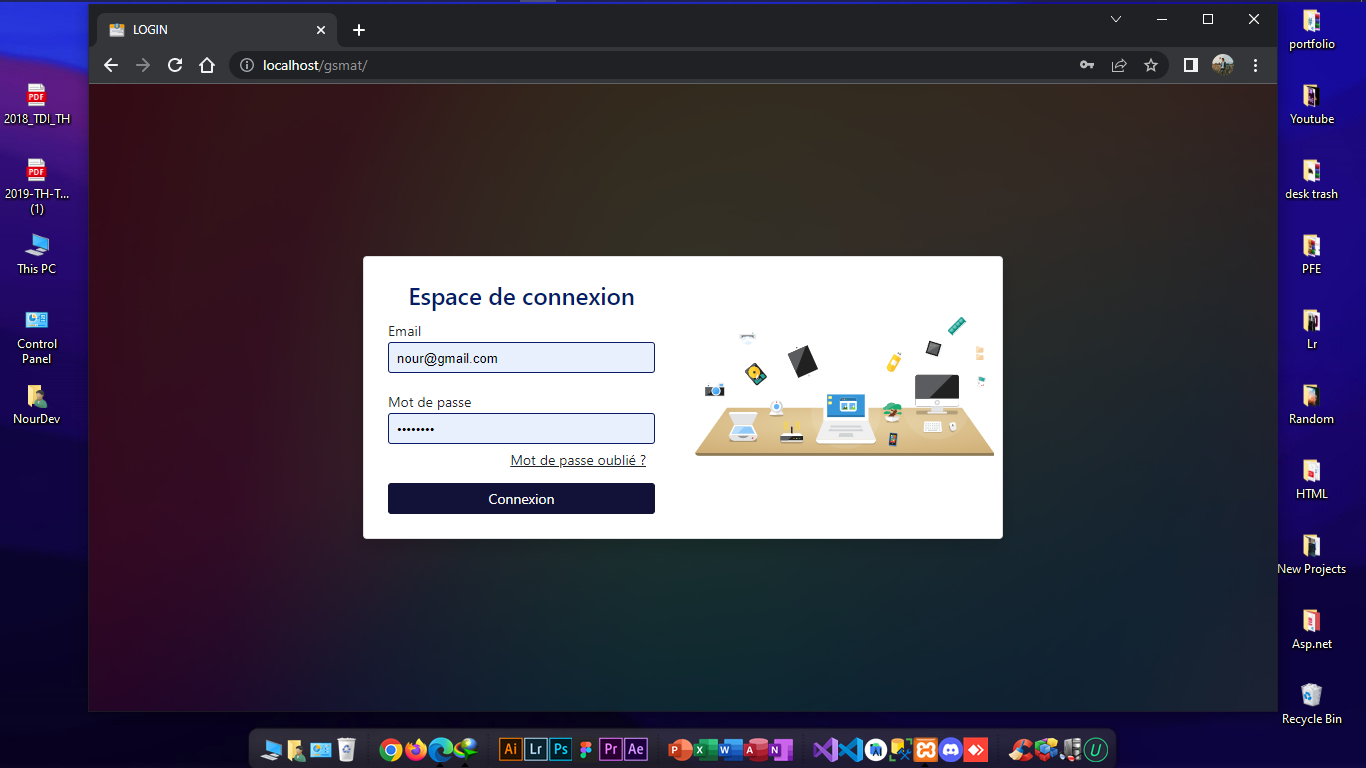 LOGIN
localhost/gsmat/
2018_TDI_TH
2019-TH-T...
(1)
This PC
Control
Panel
NourDev
Espace de connexion
Email
nour@gmail.com
Mot de passe
••••••••
Mot de passe oublié ?
Connexion
portfolio
Youtube
desk trash
PFE
Lr
Random
HTML
New Projects
Asp.net
Recycle Bin
PDF
PDF
Ai
Lr
Ps
Pr
Ae